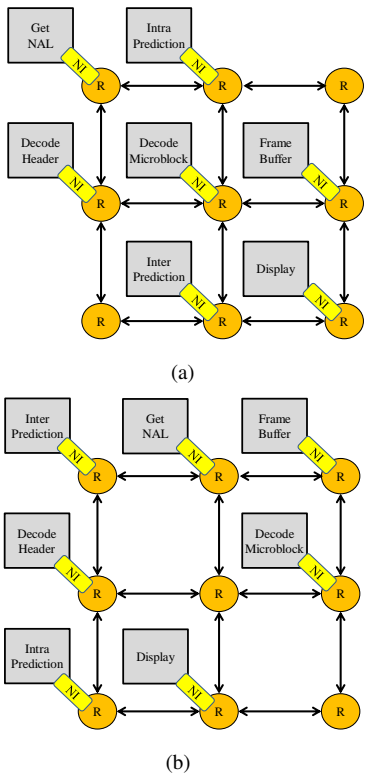 Get
NAL
NI
R
Intra
Prediction
NI
R
R
Decode
Header
NI
R
Decode
Microblock
NI
R
Frame
Buffer
NI
R
R
Inter
Prediction
NI
R
Display
NI
R
(a)
Inter
Prediction
NI
R
Get
NAL
NI
R
Frame
Buffer
NI
R
Decode
Header
NI
R
R
Decode
Microblock
NI
R
Intra
Prediction
NI
R
Display
NI
R
R
(b)